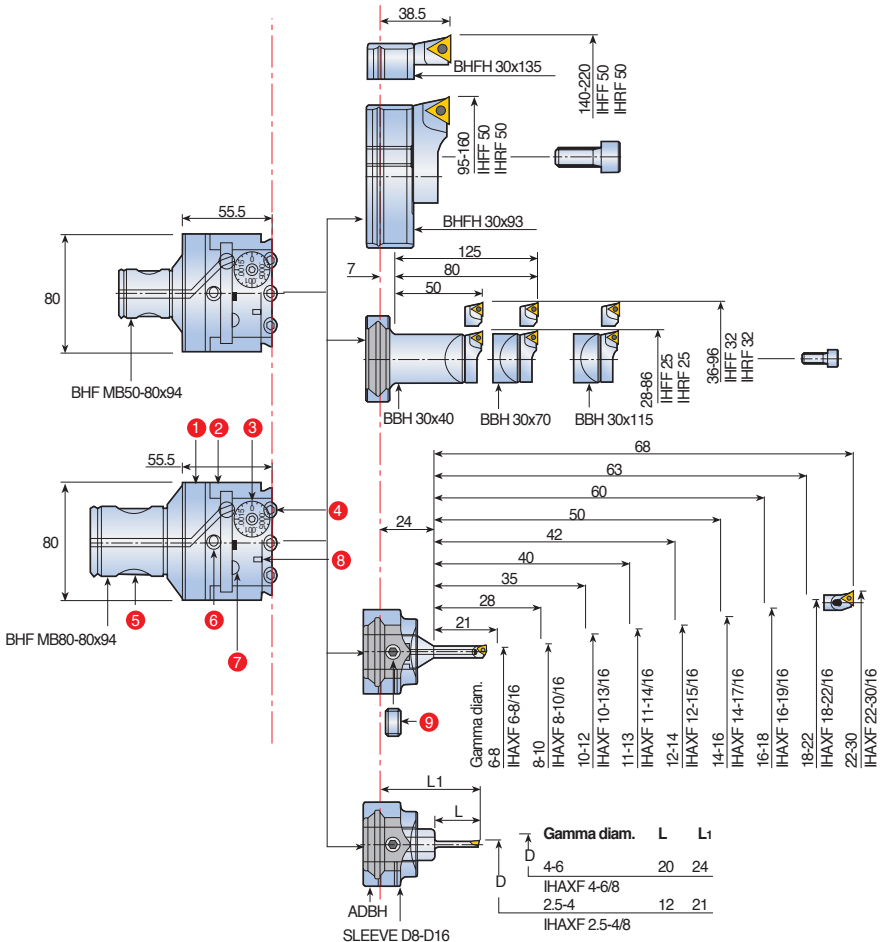 38.5
BHFH 30x135
140-220
IHFF 50
IHRF 50
95-160
IHFF 50
IHRF 50
55.5
BHFH 30x93
125
7
80
50
80
0
.0015
.001
.0005
36-96
IHFF 32
IHRF 32
28-86
IHFF 25
IHRF 25
BHF MB50-80x94
BBH 30x40
BBH 30x70
BBH 30x115
1
2
3
68
55.5
63
60
4
24
50
80
42
0
.0015
.001
.0005
8
40
5
6
35
BHF MB80-80x94
7
28
21
9
Gamma diam.
6-8
IHAXF 6-8/16
8-10
IHAXF 8-10/16
10-12
IHAXF 10-13/16
11-13
IHAXF 11-14/16
12-14
IHAXF 12-15/16
14-16
IHAXF 14-17/16
16-18
IHAXF 16-19/16
18-22
IHAXF 18-22/16
22-30
IHAXF 22-30/16
L1
L
Gamma diam. L L1
D
D
4-6 20 24
IHAXF 4-6/8
2.5-4 12 21
IHAXF 2.5-4/8
ADBH
SLEEVE D8-D16